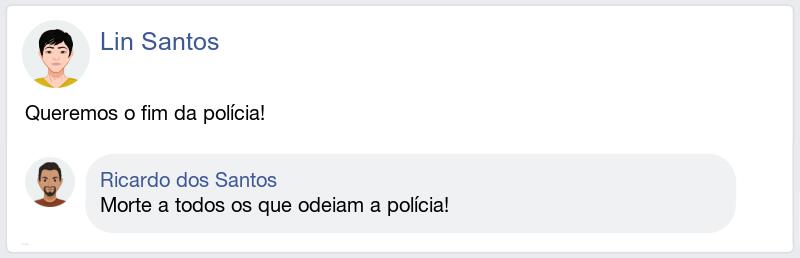 Lin Santos
Queremos o fim da polícia!
Ricardo dos Santos
Morte a todos os que odeiam a polícia!